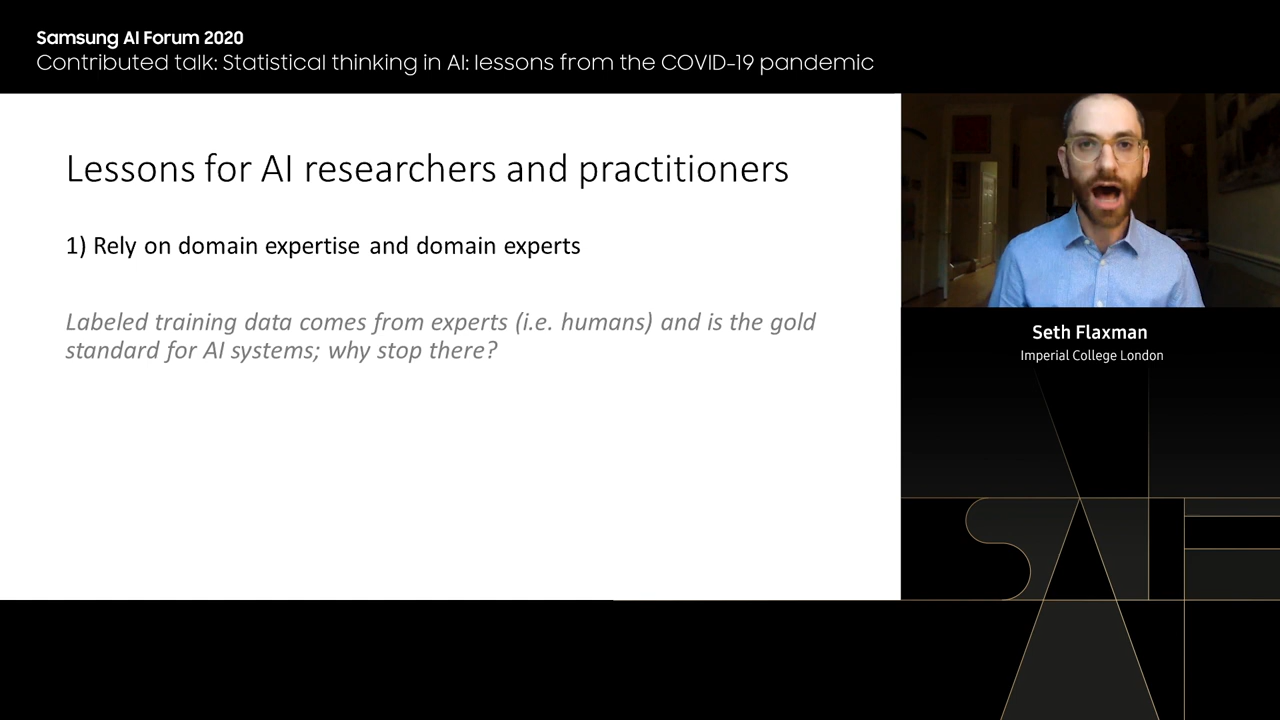 Samsung AI Forum 2020
Contributed talk: Statistical thinking in AI: lessons from the COVID-19 pandemic
Lessons for AI researchers and practitioners
1) Rely on domain expertise and domain experts
Labeled training data comes from experts (i.e. humans) and is the gold
standard for AI systems; why stop there?
Seth Flaxman
Imperial College London
SAIF